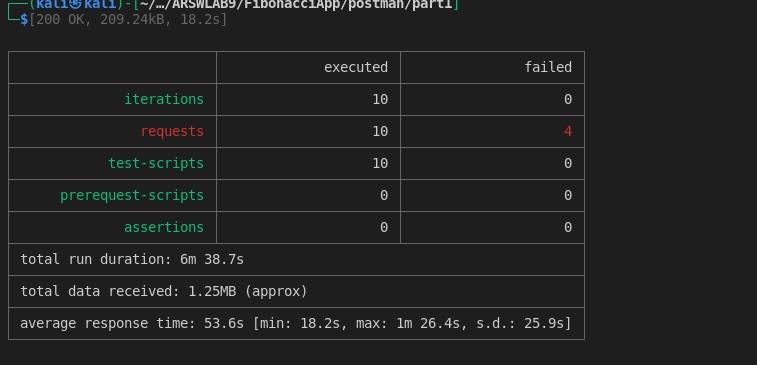 ┌──(kali㉿kali)-[~/…/ARSWLAB9/FibonacciApp/postman/part1]
└─$[200 OK, 209.24kB, 18.2s]
executed failed
iterations 10 0
requests 10 4
test-scripts 10 0
prerequest-scripts 0 0
assertions 0 0
total run duration: 6m 38.7s
total data received: 1.25MB (approx)
average response time: 53.6s [min: 18.2s, max: 1m 26.4s, s.d.: 25.9s]